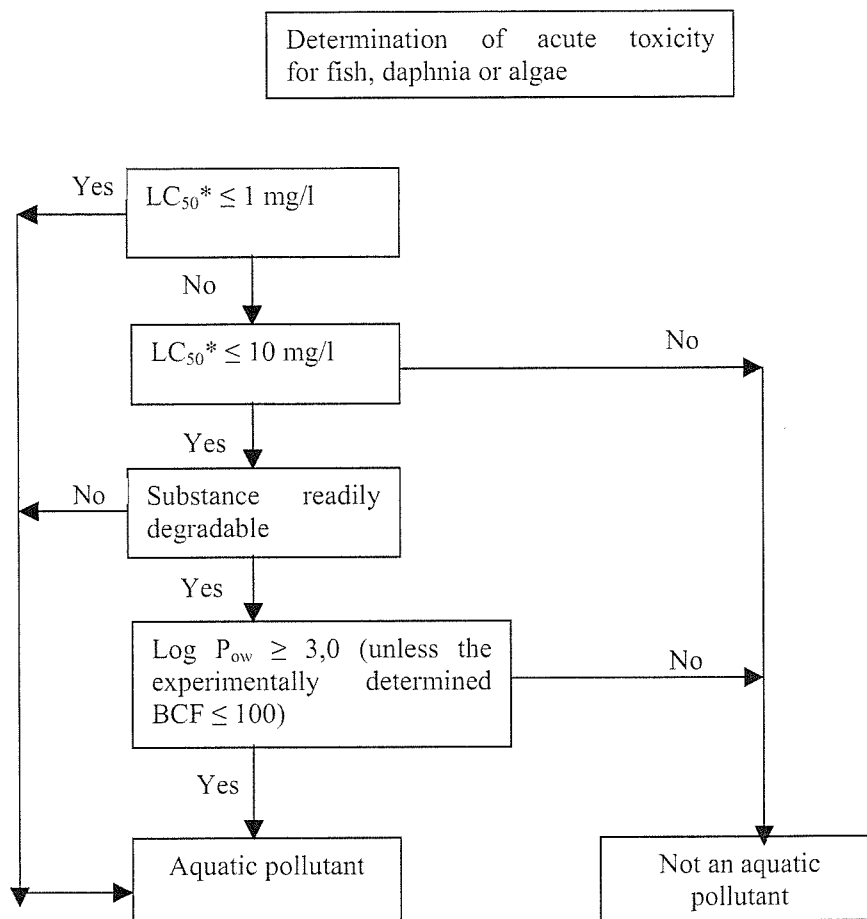 Determination of acute toxicity
for fish, daphnia or algae
Yes
LC₅₀* ≤ 1 mg/l
No
LC₅₀* ≤ 10 mg/l
No
Yes
No
Substance readily
degradable
Yes
Log Pₒw ≥ 3,0 (unless the
experimentally determined
BCF ≤ 100)
No
Yes
Aquatic pollutant
Not an aquatic
pollutant